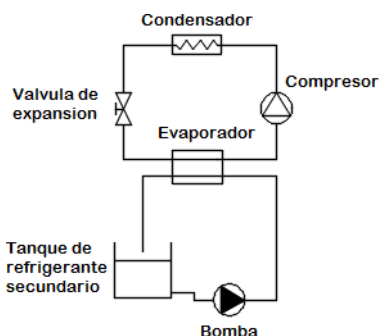 Condensador
Compresor
Valvula de
expansion
Evaporador
Tanque de
refrigerante
secundario
Bomba